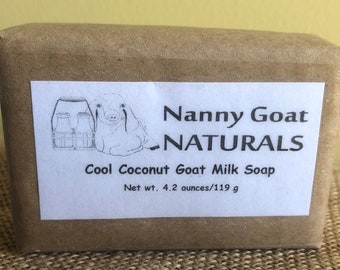 Nanny Goat
NATURALS
Cool Coconut Goat Milk Soap
Net wt. 4.2 ounces/119 g